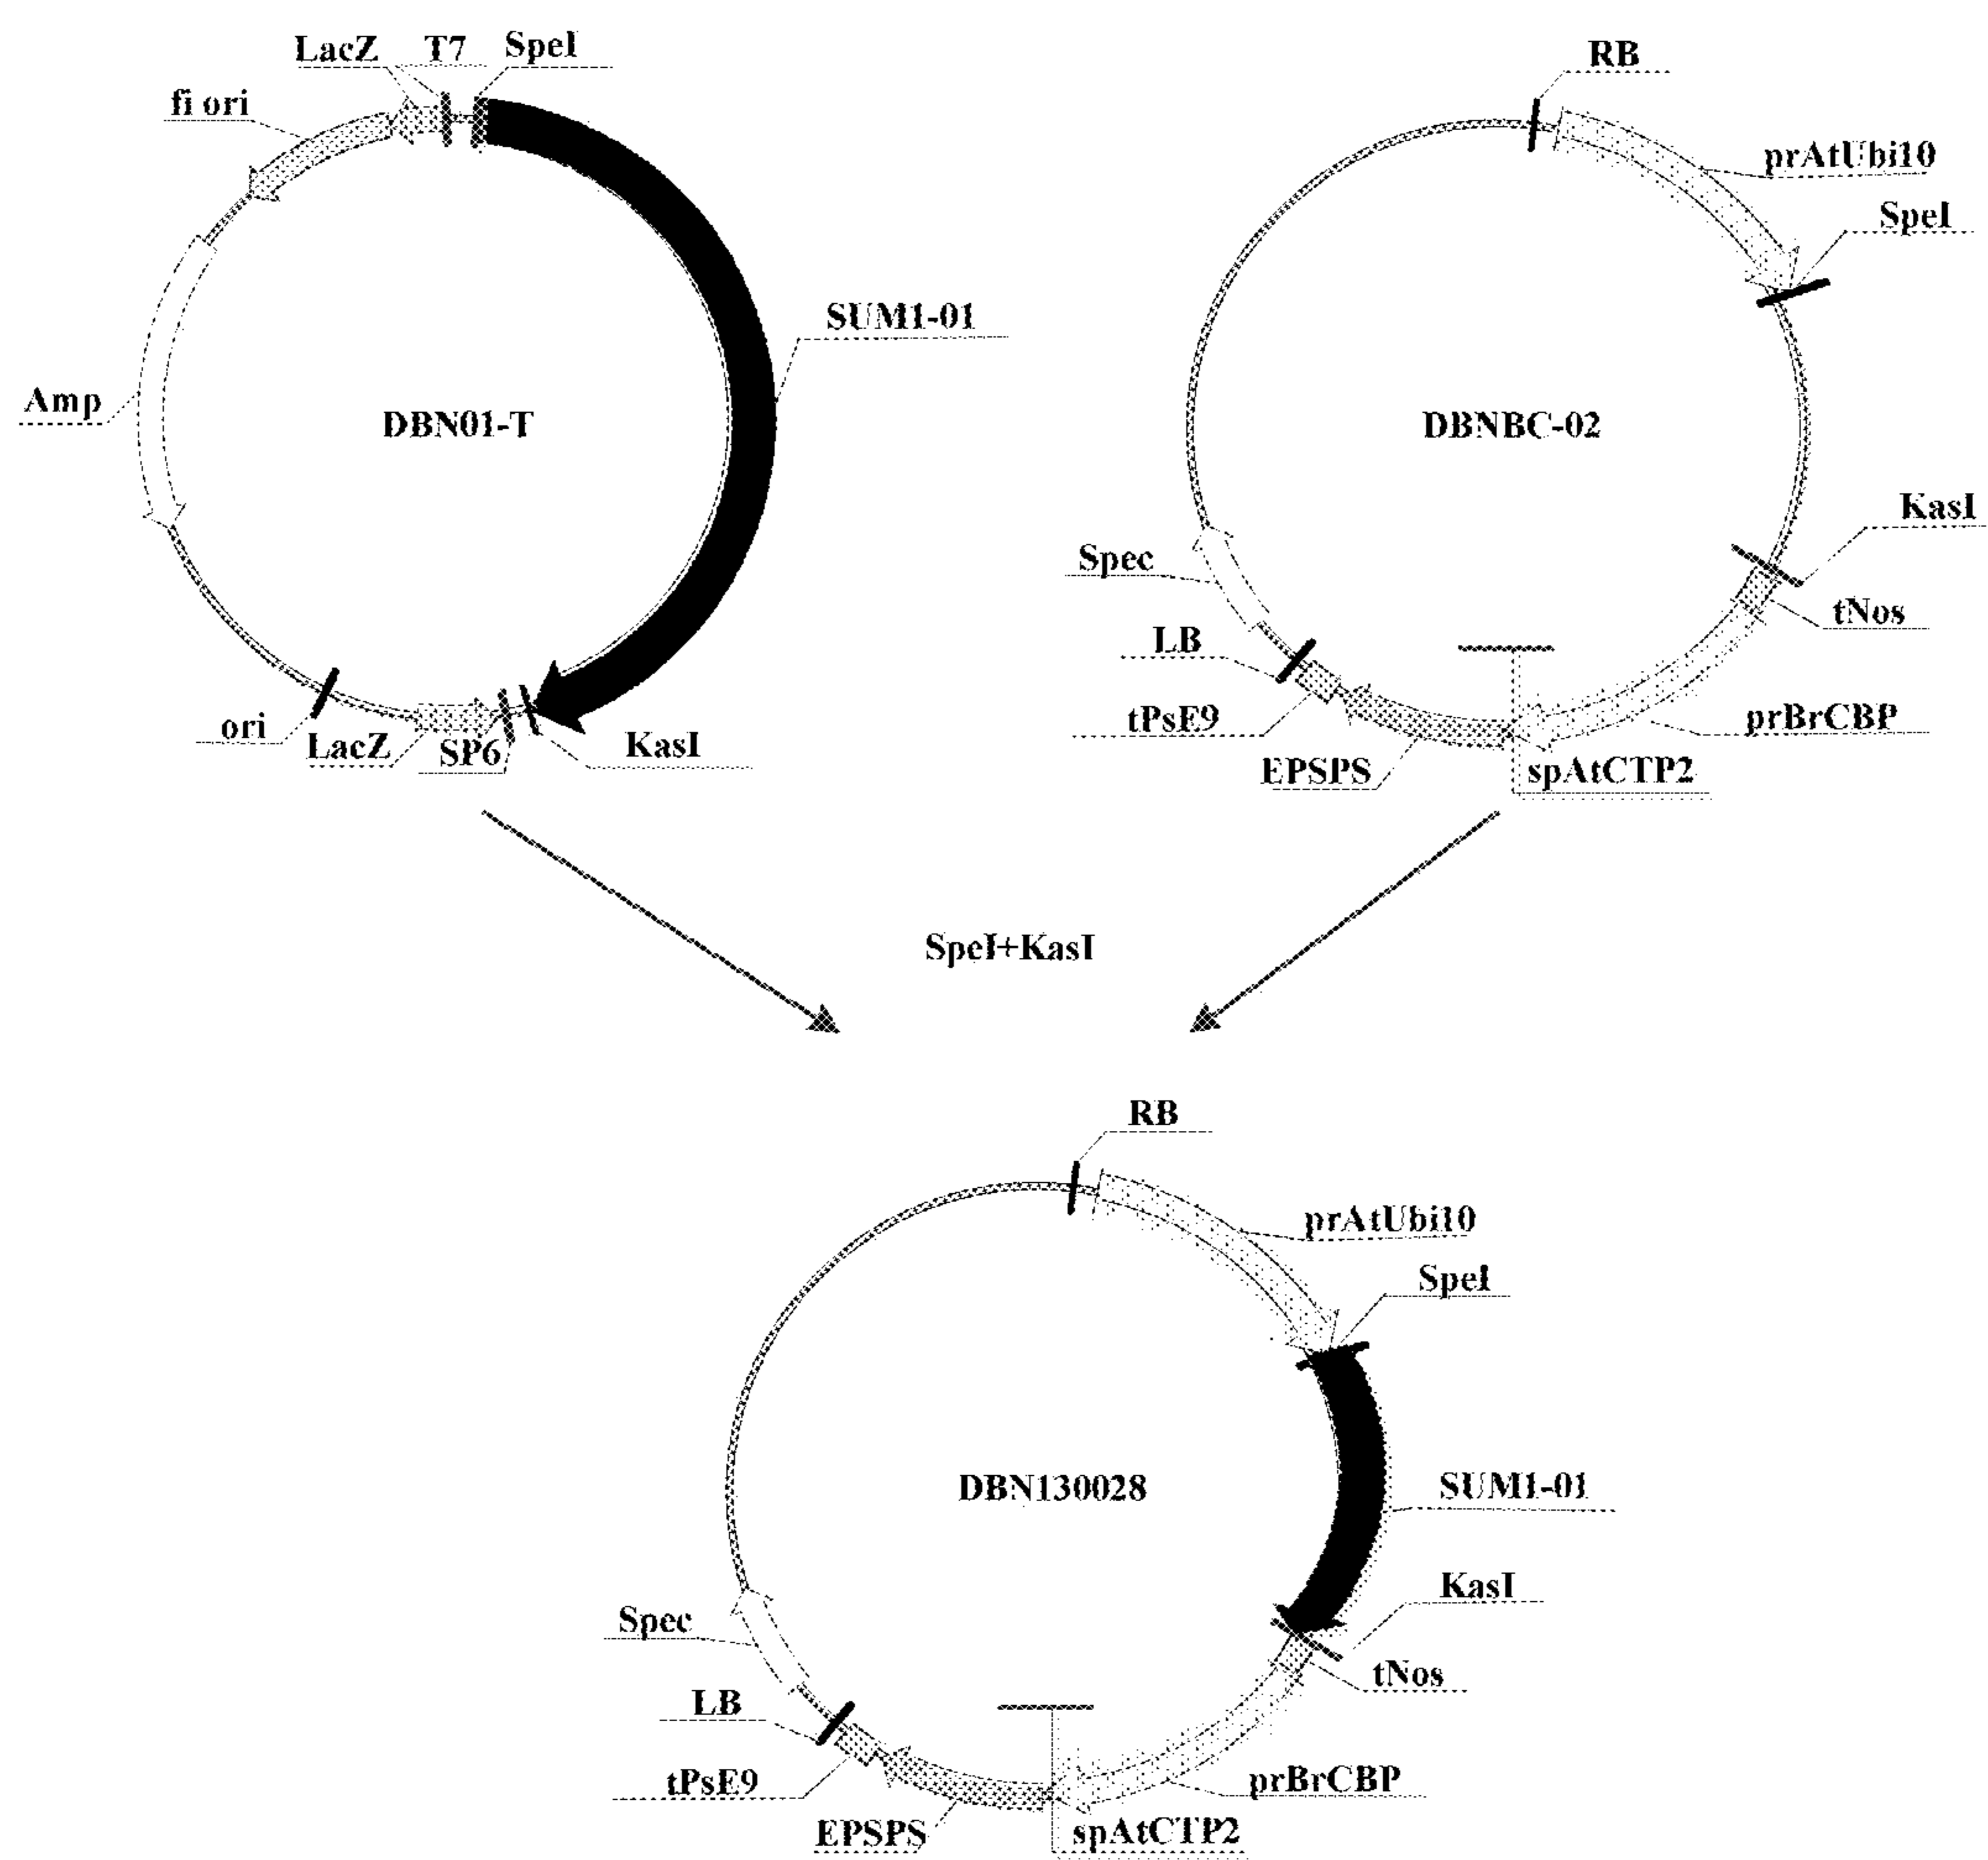 LacZ T7 SpeI
fi ori
SUM1-01
Amp
DBN01-T
ori
LacZ
SP6
KasI
RB
prAtUbi10
SpeI
DBNBC-02
KasI
Spec
tNos
LB
tPsE9
prBrCBP
EPSPS
spAtCTP2
SpeI+KasI
RB
prAtUbi10
SpeI
DBN130028
SUM1-01
KasI
Spec
tNos
LB
tPsE9
prBrCBP
EPSPS
spAtCTP2